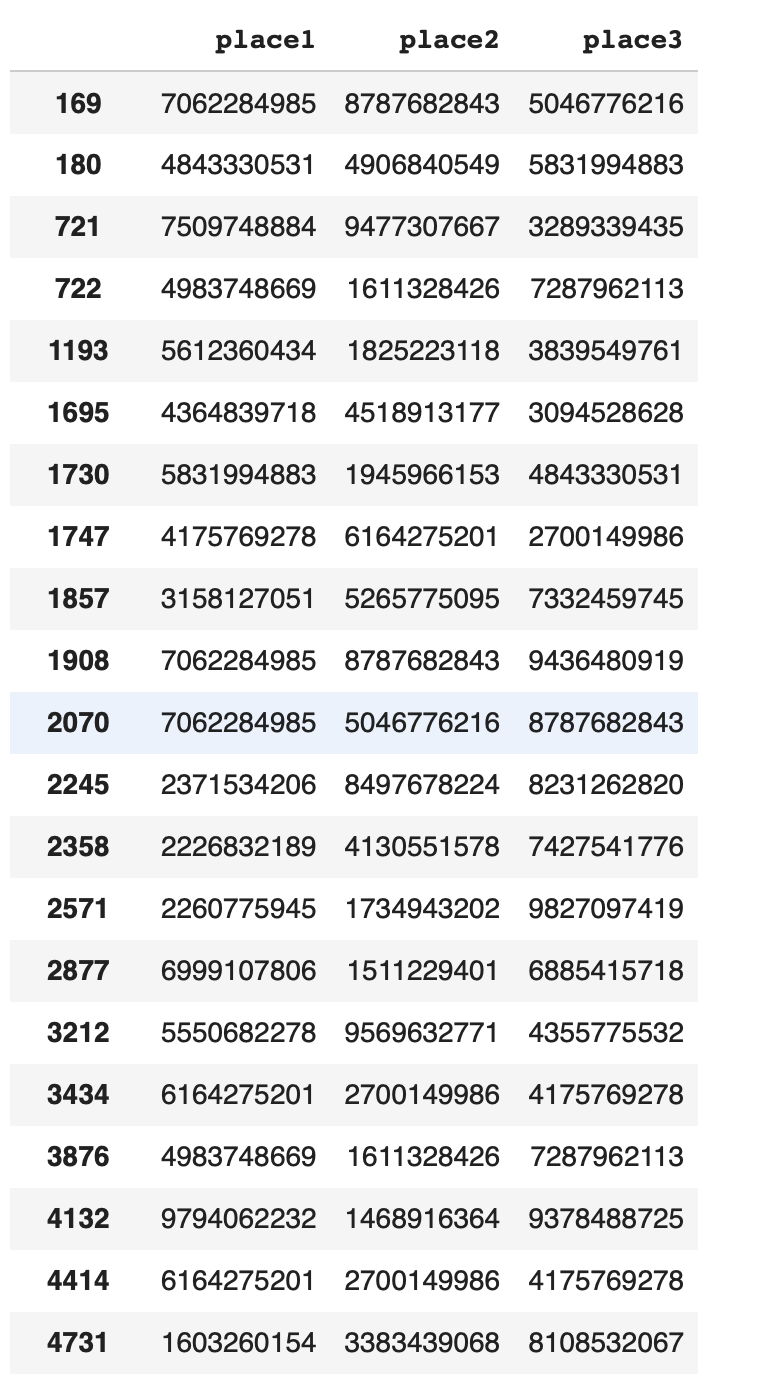 place1 place2 place3
169 7062284985 8787682843 5046776216
180 4843330531 4906840549 5831994883
721 7509748884 9477307667 3289339435
722 4983748669 1611328426 7287962113
1193 5612360434 1825223118 3839549761
1695 4364839718 4518913177 3094528628
1730 5831994883 1945966153 4843330531
1747 4175769278 6164275201 2700149986
1857 3158127051 5265775095 7332459745
1908 7062284985 8787682843 9436480919
2070 7062284985 5046776216 8787682843
2245 2371534206 8497678224 8231262820
2358 2226832189 4130551578 7427541776
2571 2260775945 1734943202 9827097419
2877 6999107806 1511229401 6885415718
3212 5550682278 9569632771 4355775532
3434 6164275201 2700149986 4175769278
3876 4983748669 1611328426 7287962113
4132 9794062232 1468916364 9378488725
4414 6164275201 2700149986 4175769278
4731 1603260154 3383439068 8108532067